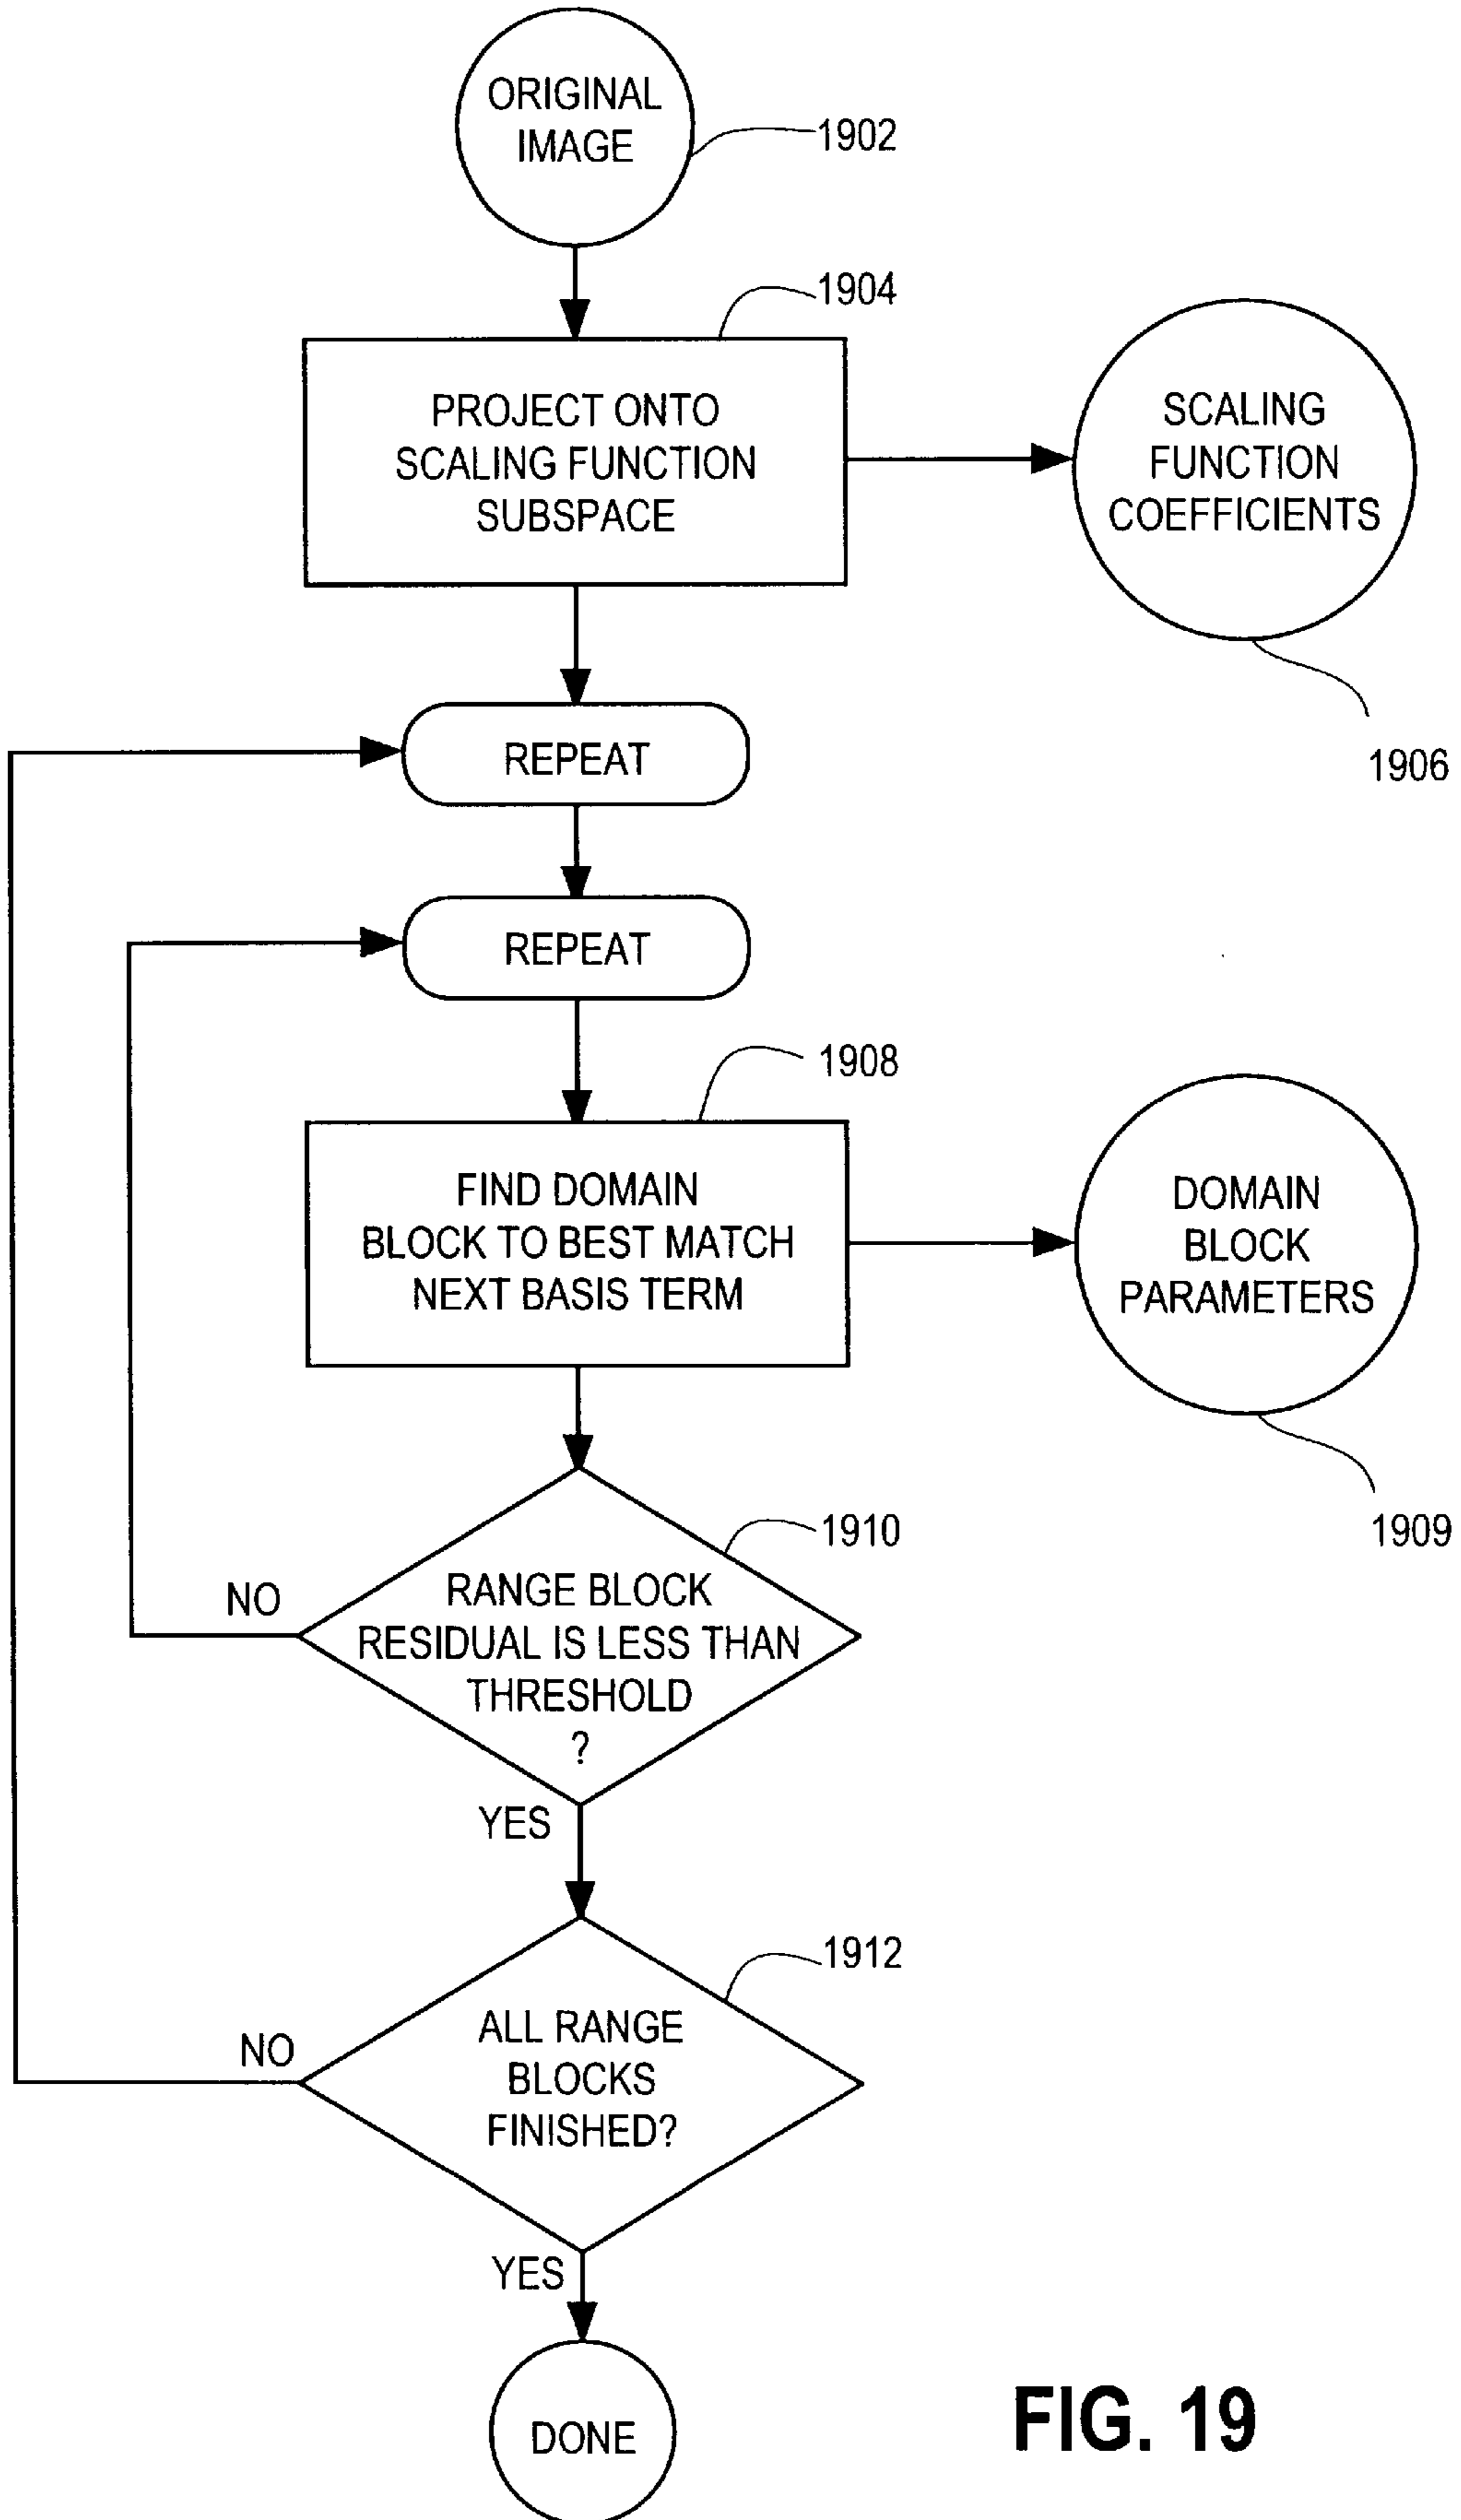 ORIGINAL
IMAGE
1902
1904
PROJECT ONTO
SCALING FUNCTION
SUBSPACE
SCALING
FUNCTION
COEFFICIENTS
1906
REPEAT
REPEAT
1908
FIND DOMAIN
BLOCK TO BEST MATCH
NEXT BASIS TERM
DOMAIN
BLOCK
PARAMETERS
1909
1910
RANGE BLOCK
RESIDUAL IS LESS THAN
THRESHOLD
?
NO
YES
1912
ALL RANGE
BLOCKS
FINISHED?
NO
YES
DONE
FIG. 19